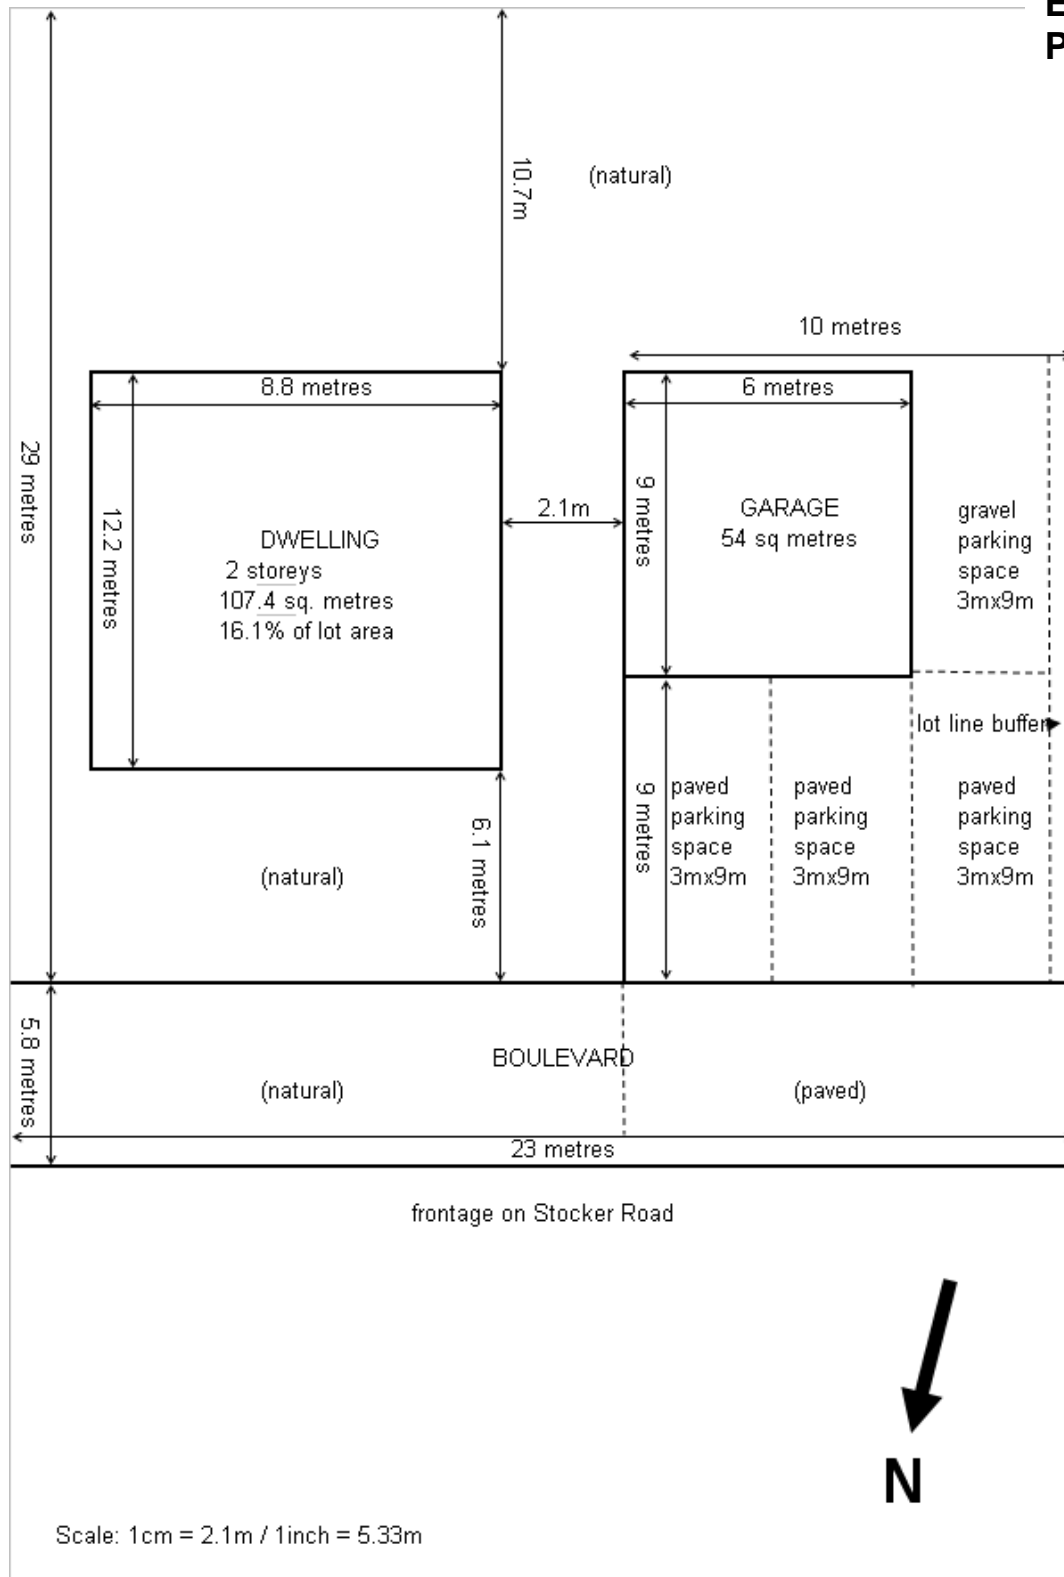 E
P
10.7m
(natural)
10 metres
8.8 metres
6 metres
29 metres
12.2 metres
DWELLING
2 storeys
107.4 sq. metres
16.1% of lot area
2.1m
9 metres
GARAGE
54 sq metres
gravel
parking
space
3mx9m
lot line buffer
6.1 metres
(natural)
9 metres
paved
parking
space
3mx9m
paved
parking
space
3mx9m
paved
parking
space
3mx9m
5.8 metres
BOULEVARD
(natural)
(paved)
23 metres
frontage on Stocker Road
N
Scale: 1cm = 2.1m / 1inch = 5.33m